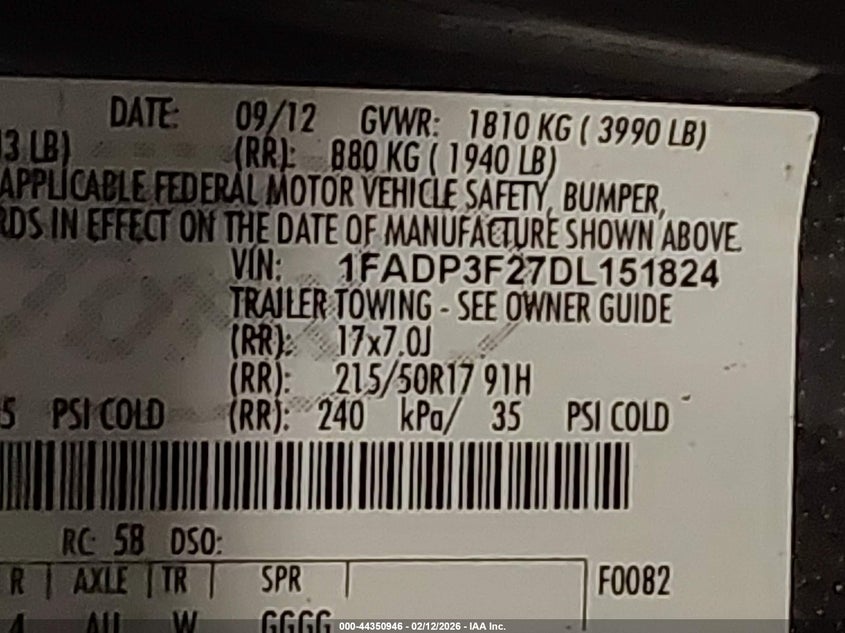 DATE: 09/12 GVWR: 1810 KG ( 3990 LB)
3 LB) (RR): 880 KG ( 1940 LB)
APPLICABLE FEDERAL MOTOR VEHICLE SAFETY, BUMPER,
RDS IN EFFECT ON THE DATE OF MANUFACTURE SHOWN ABOVE.
VIN: 1FADP3F27DL151824
TRAILER TOWING - SEE OWNER GUIDE
(RR): 17x7.0J
(RR): 215/50R17 91H
5 PSI COLD (RR): 240 kPa/ 35 PSI COLD
RC: 58 DSO:
R AXLE TR SPR F0082
4 AU W GGGG
000-44350946 - 02/12/2026 - IAA Inc.